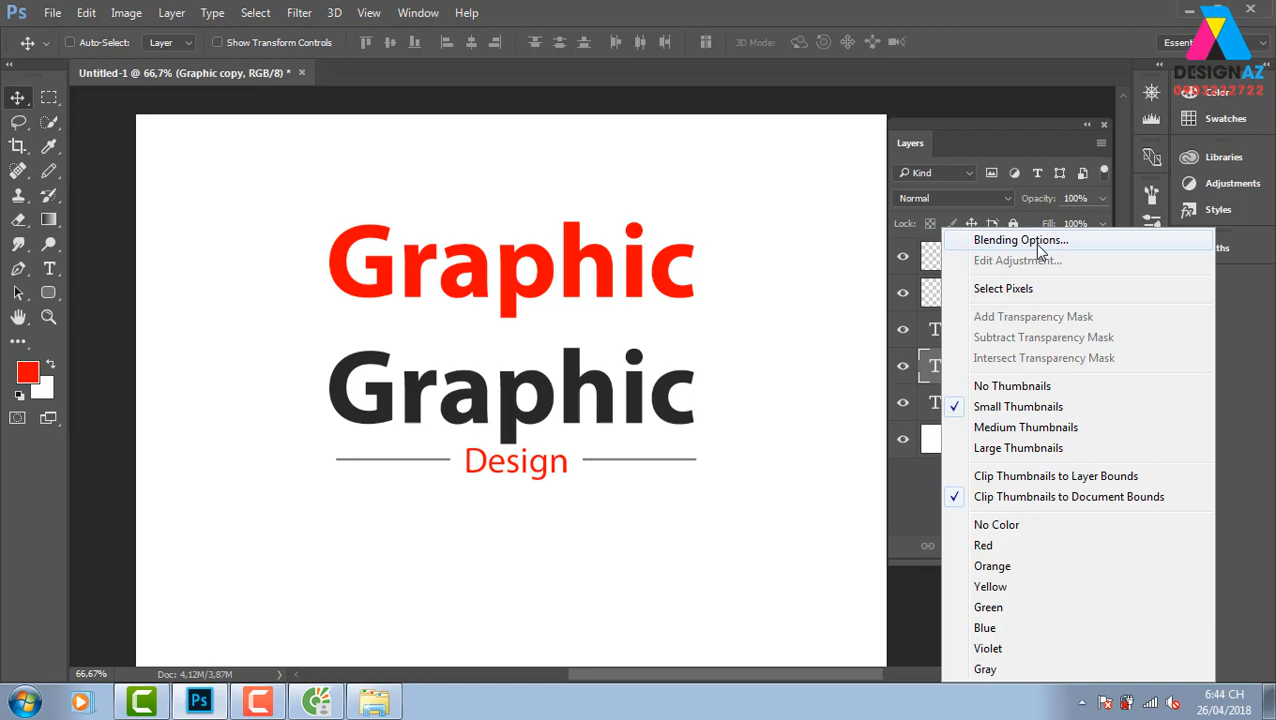 Ps File Edit Image Layer Type Select Filter 3D View Window Help
Auto-Select: Layer Show Transform Controls 3D Mode:
DESIGN AZ
Untitled-1 @ 66,7% (Graphic copy, RGB/8) *
Color
Swatches
Libraries
Adjustments
Styles
Layers
Kind
Normal Opacity: 100%
Lock: Fill: 100%
Graphic
Graphic
Design
Blending Options...
Edit Adjustment...
Select Pixels
Add Transparency Mask
Subtract Transparency Mask
Intersect Transparency Mask
No Thumbnails
Small Thumbnails
Medium Thumbnails
Large Thumbnails
Clip Thumbnails to Layer Bounds
Clip Thumbnails to Document Bounds
No Color
Red
Orange
Yellow
Green
Blue
Violet
Gray
66,67% Doc: 4,12M/3,87M
Ps
6:44 CH
26/04/2018